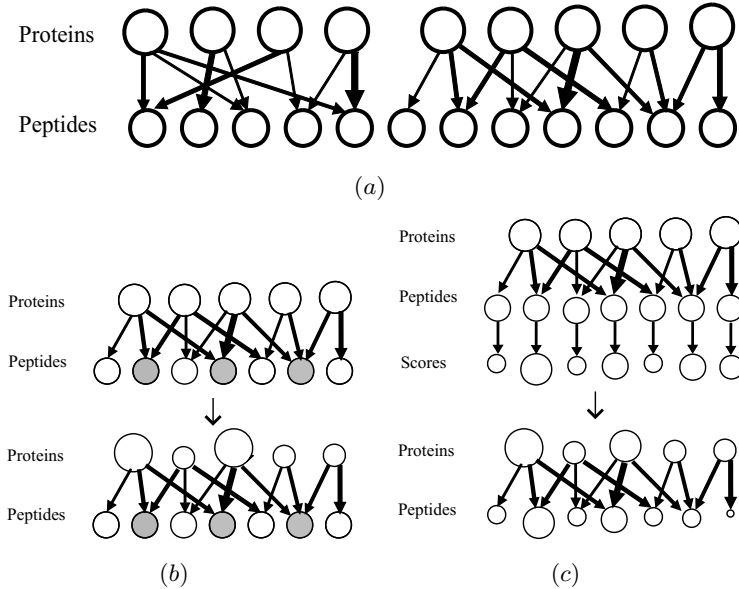 Proteins
Peptides
(a)
Proteins
Peptides
Proteins
Peptides
(b)
Proteins
Peptides
Scores
Proteins
Peptides
(c)